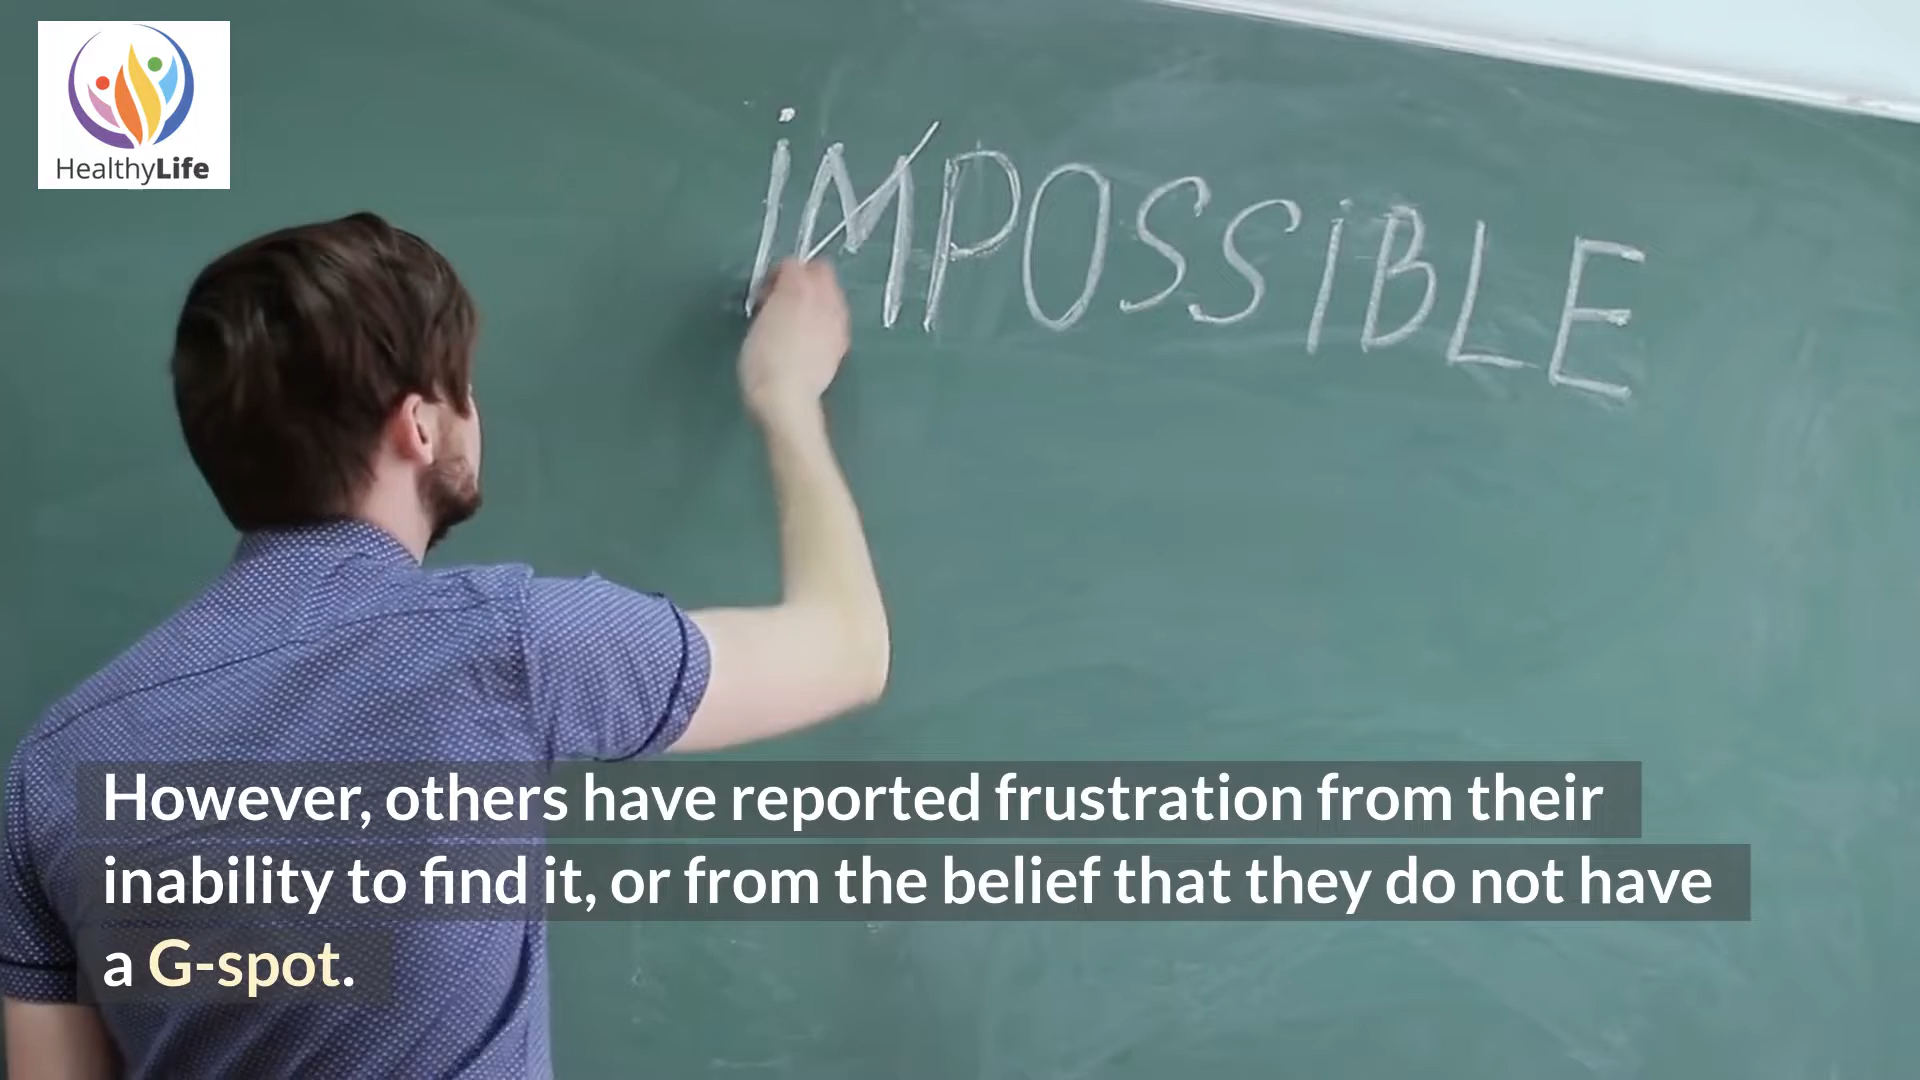 HealthyLife
iMPOSSiBLE
However, others have reported frustration from their
inability to find it, or from the belief that they do not have
a G-spot.